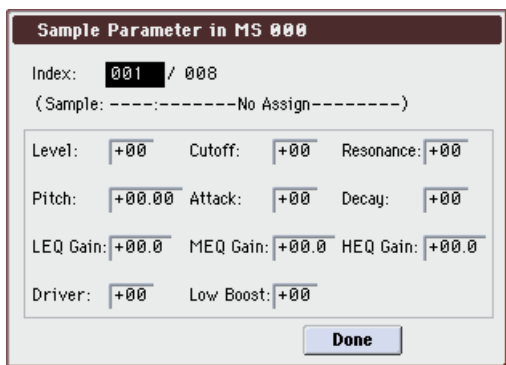 Sample Parameter in MS 000
Index: 001 / 008
(Sample: ----:-------No Assign--------)
Level: +00 Cutoff: +00 Resonance: +00
Pitch: +00.00 Attack: +00 Decay: +00
LEQ Gain: +00.0 MEQ Gain: +00.0 HEQ Gain: +00.0
Driver: +00 Low Boost: +00
Done